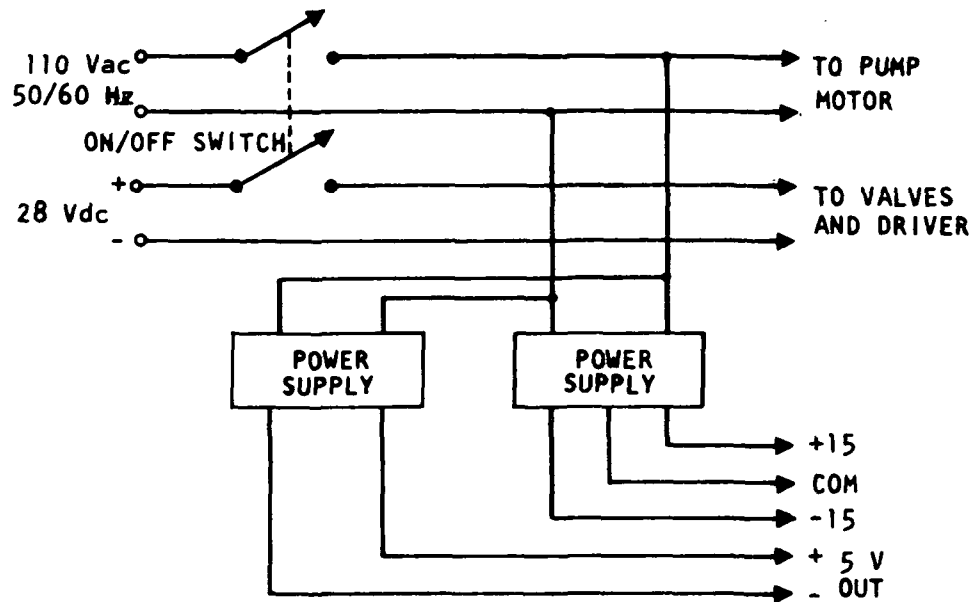 110 Vac
50/60 Hz
TO PUMP
MOTOR
ON/OFF SWITCH
+
28 Vdc
-
TO VALVES
AND DRIVER
POWER
SUPPLY
POWER
SUPPLY
+15
COM
-15
+ 5 V
- OUT